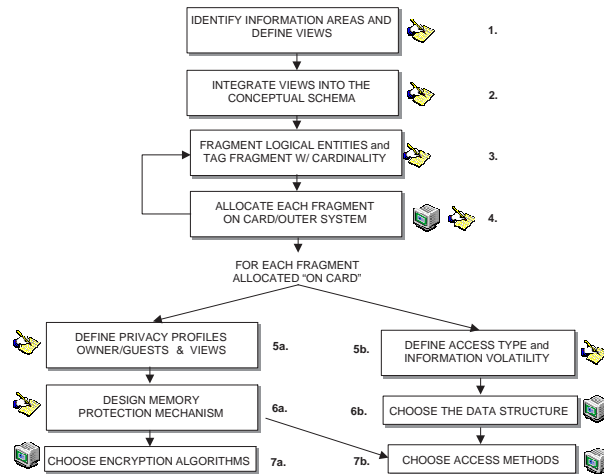 IDENTIFY INFORMATION AREAS AND
DEFINE VIEWS
1.
INTEGRATE VIEWS INTO THE
CONCEPTUAL SCHEMA
2.
FRAGMENT LOGICAL ENTITIES and
TAG FRAGMENT W/ CARDINALITY
3.
ALLOCATE EACH FRAGMENT
ON CARD/OUTER SYSTEM
4.
FOR EACH FRAGMENT
ALLOCATED "ON CARD"
DEFINE PRIVACY PROFILES
OWNER/GUESTS & VIEWS
5a.
5b.
DEFINE ACCESS TYPE and
INFORMATION VOLATILITY
DESIGN MEMORY
PROTECTION MECHANISM
6a.
6b.
CHOOSE THE DATA STRUCTURE
CHOOSE ENCRYPTION ALGORITHMS
7a.
7b.
CHOOSE ACCESS METHODS